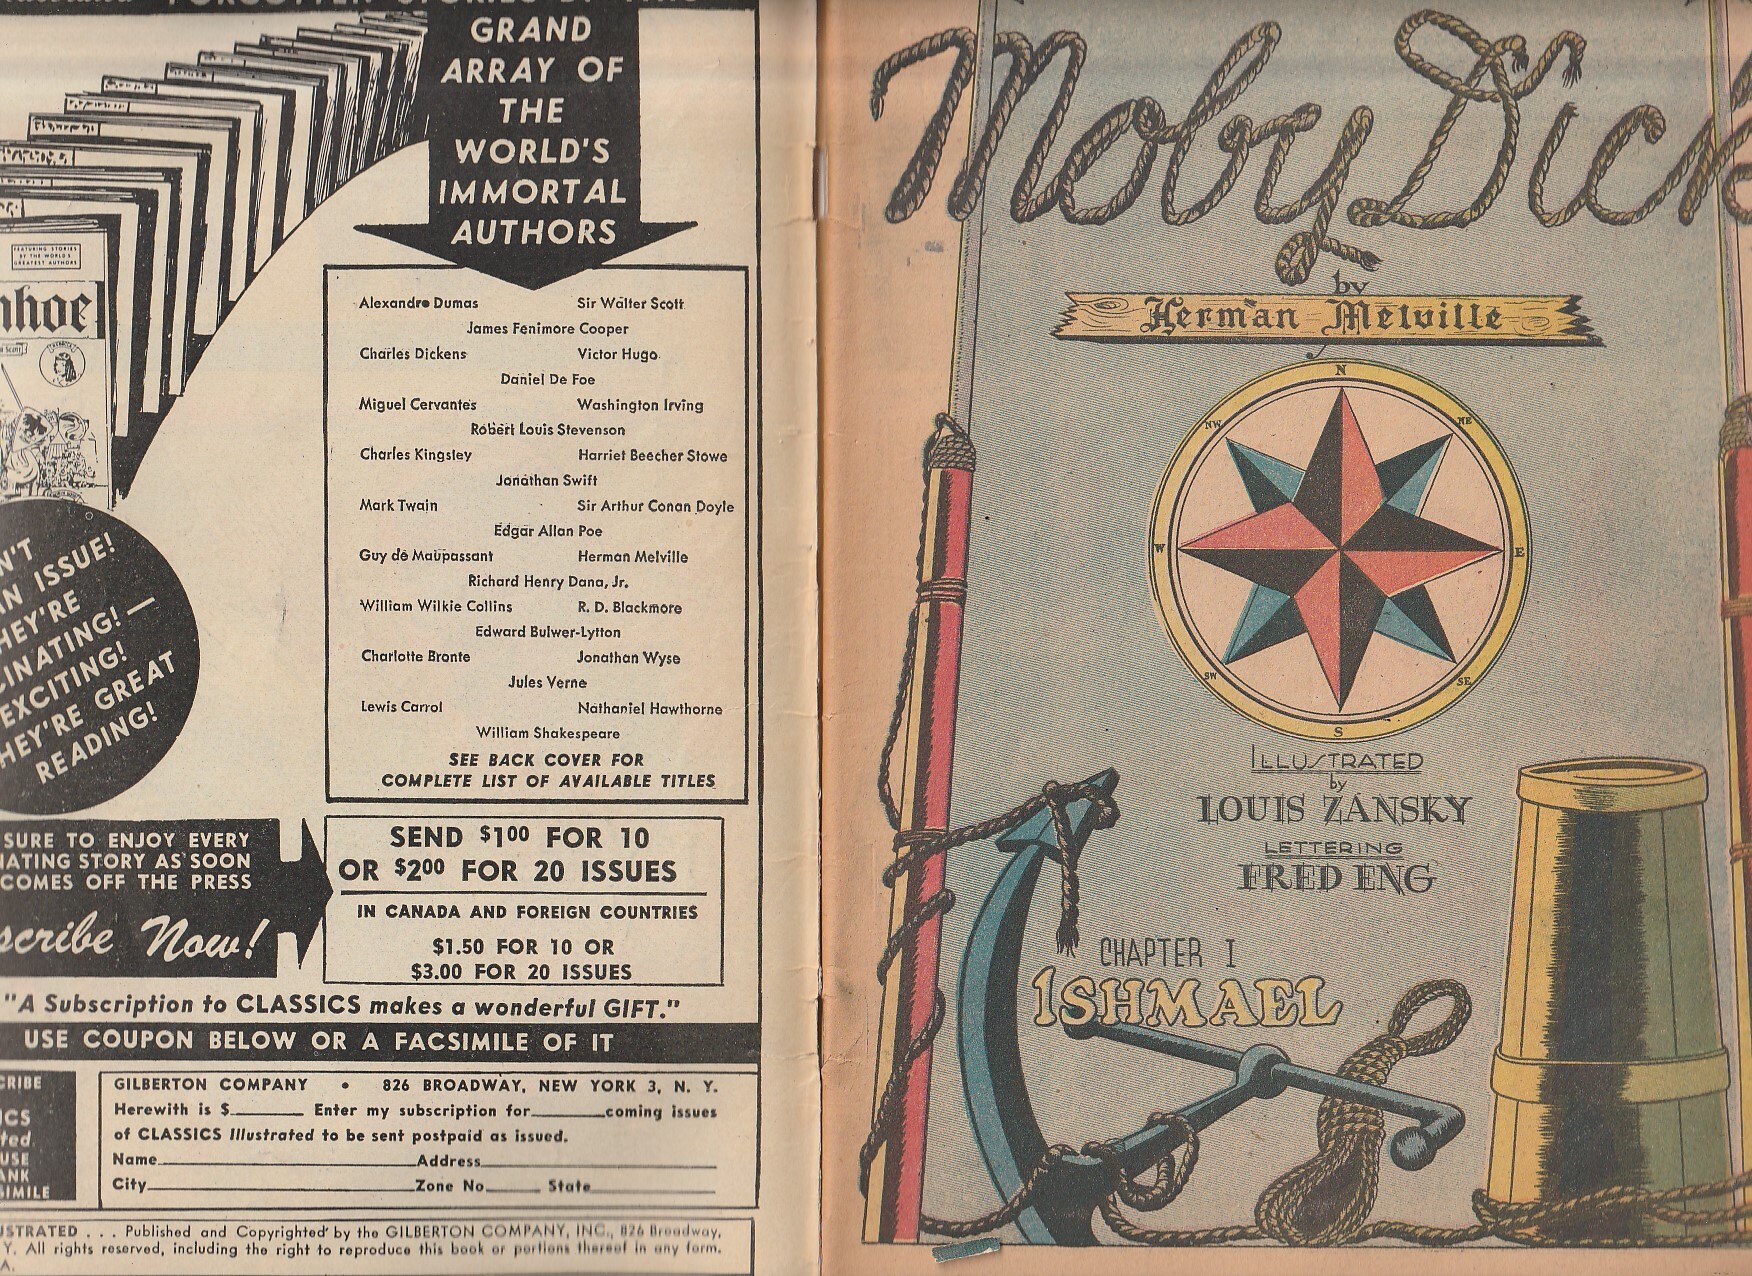 GRAND
ARRAY OF
THE
WORLD'S
IMMORTAL
AUTHORS
FEATURING STORIES
BY THE WORLD'S
GREATEST AUTHORS
nhoe
Alexandre Dumas Sir Walter Scott
James Fenimore Cooper
Charles Dickens Victor Hugo
Daniel De Foe
Miguel Cervantes Washington Irving
Robert Louis Stevenson
Charles Kingsley Harriet Beecher Stowe
Jonathan Swift
Mark Twain Sir Arthur Conan Doyle
Edgar Allan Poe
Guy de Maupassant Herman Melville
Richard Henry Dana, Jr.
William Wilkie Collins R. D. Blackmore
Edward Bulwer-Lytton
Charlotte Bronte Jonathan Wyse
Jules Verne
Lewis Carrol Nathaniel Hawthorne
William Shakespeare
SEE BACK COVER FOR
COMPLETE LIST OF AVAILABLE TITLES
N'T
AN ISSUE!
HEY'RE
CINATING! —
EXCITING!
HEY'RE GREAT
READING!
SURE TO ENJOY EVERY
NATING STORY AS SOON
COMES OFF THE PRESS
scribe Now!
SEND $1.00 FOR 10
OR $2.00 FOR 20 ISSUES
IN CANADA AND FOREIGN COUNTRIES
$1.50 FOR 10 OR
$3.00 FOR 20 ISSUES
"A Subscription to CLASSICS makes a wonderful GIFT."
USE COUPON BELOW OR A FACSIMILE OF IT
CRIBE
ICS
ted
USE
ANK
SIMILE
GILBERTON COMPANY • 826 BROADWAY, NEW YORK 3, N. Y.
Herewith is $ Enter my subscription for coming issues
of CLASSICS Illustrated to be sent postpaid as issued.
Name Address
City Zone No. State
USTRATED . . . Published and Copyrighted by the GILBERTON COMPANY, INC., 826 Broadway,
Y. All rights reserved, including the right to reproduce this book or portions thereof in any form.
A.
Moby Dick
by
Herman Melville
N
NW NE
W E
SW SE
S
ILLUSTRATED
by
LOUIS ZANSKY
LETTERING
FRED ENG
CHAPTER I
ISHMAEL